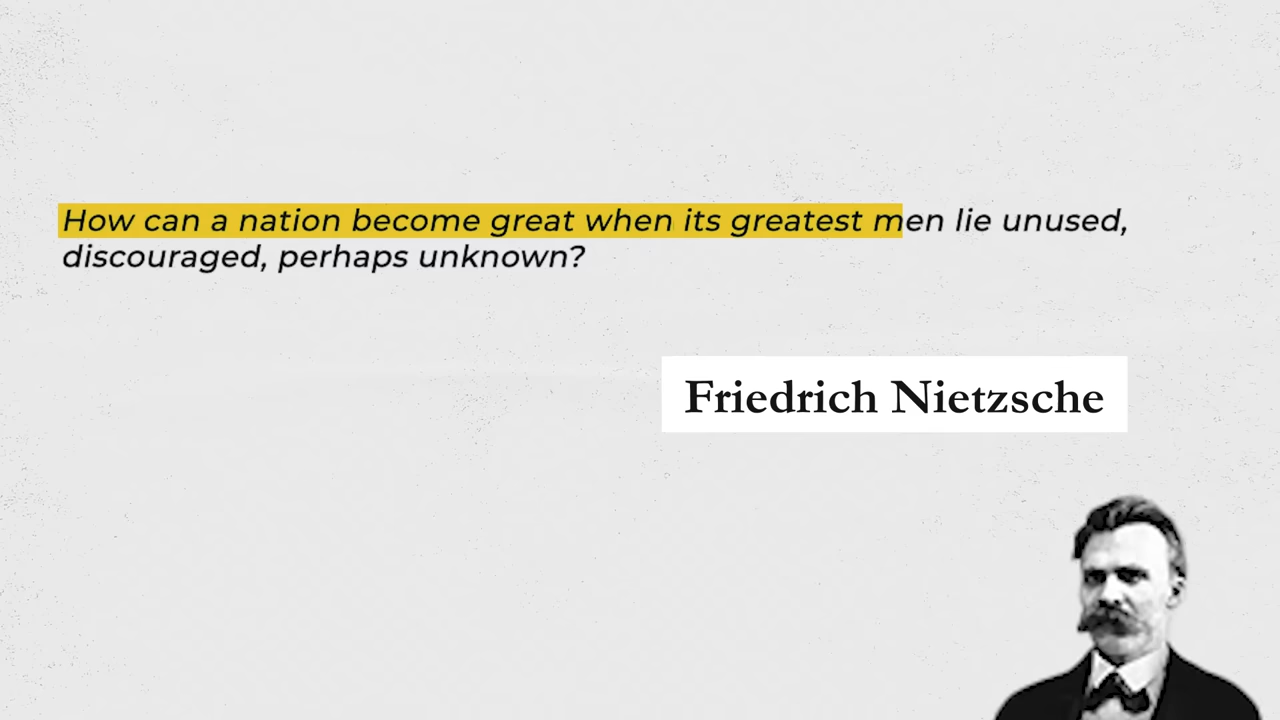 How can a nation become great when its greatest men lie unused,
discouraged, perhaps unknown?
Friedrich Nietzsche